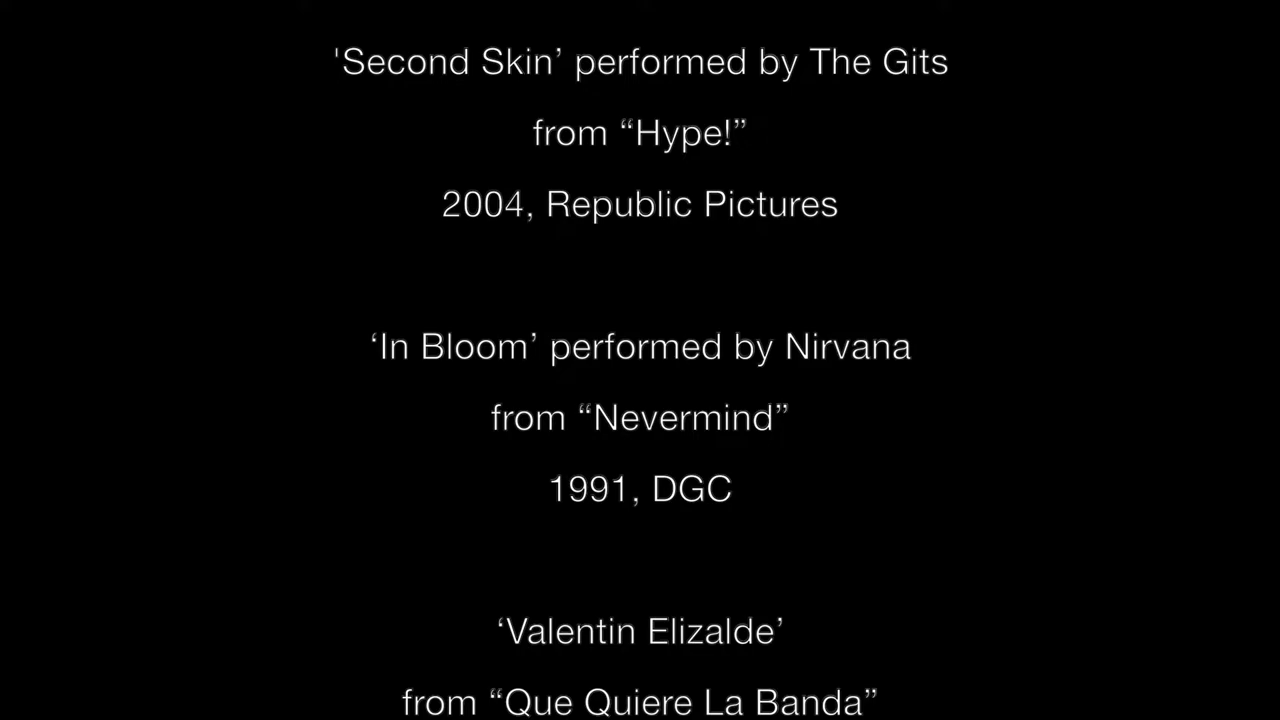 'Second Skin’ performed by The Gits
from “Hype!”
2004, Republic Pictures
‘In Bloom’ performed by Nirvana
from “Nevermind”
1991, DGC
‘Valentin Elizalde’
from “Que Quiere La Banda”